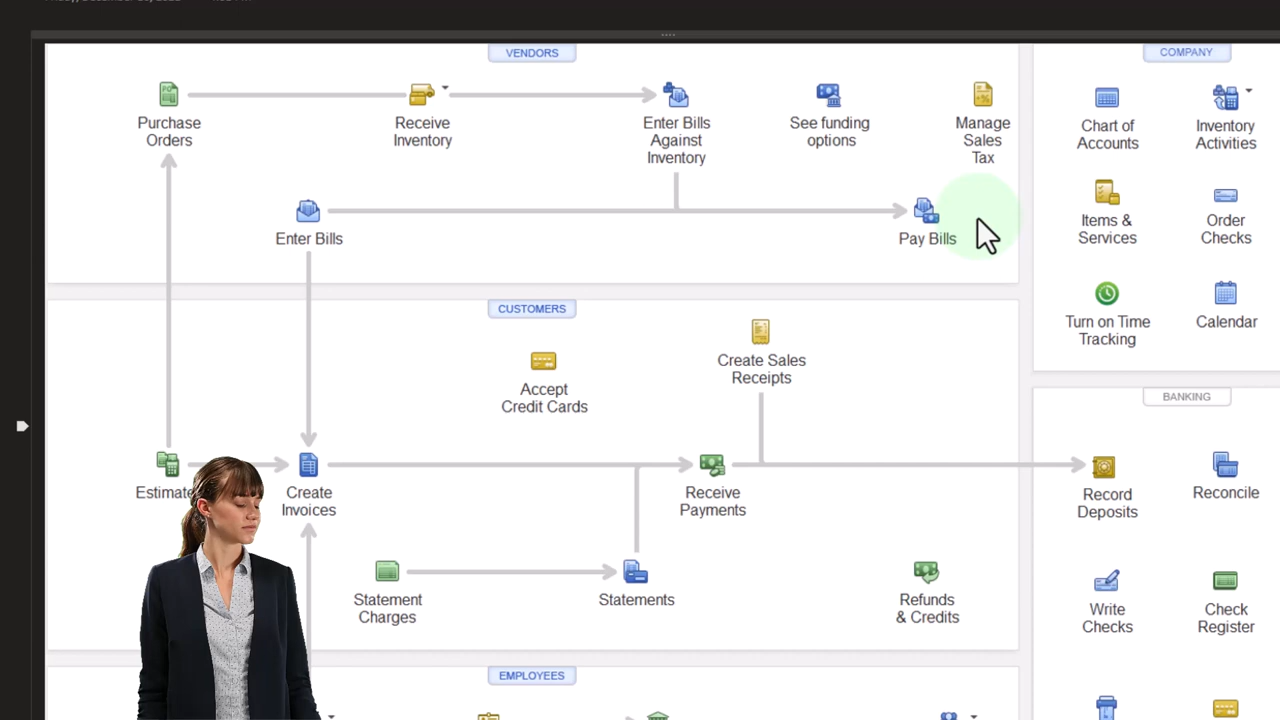 VENDORS
COMPANY
Purchase
Orders
Receive
Inventory
Enter Bills
Against
Inventory
See funding
options
Manage
Sales
Tax
Chart of
Accounts
Inventory
Activities
Enter Bills
Pay Bills
Items &
Services
Order
Checks
CUSTOMERS
Turn on Time
Tracking
Calendar
Accept
Credit Cards
Create Sales
Receipts
BANKING
Estimate
Create
Invoices
Receive
Payments
Record
Deposits
Reconcile
Statement
Charges
Statements
Refunds
& Credits
Write
Checks
Check
Register
EMPLOYEES